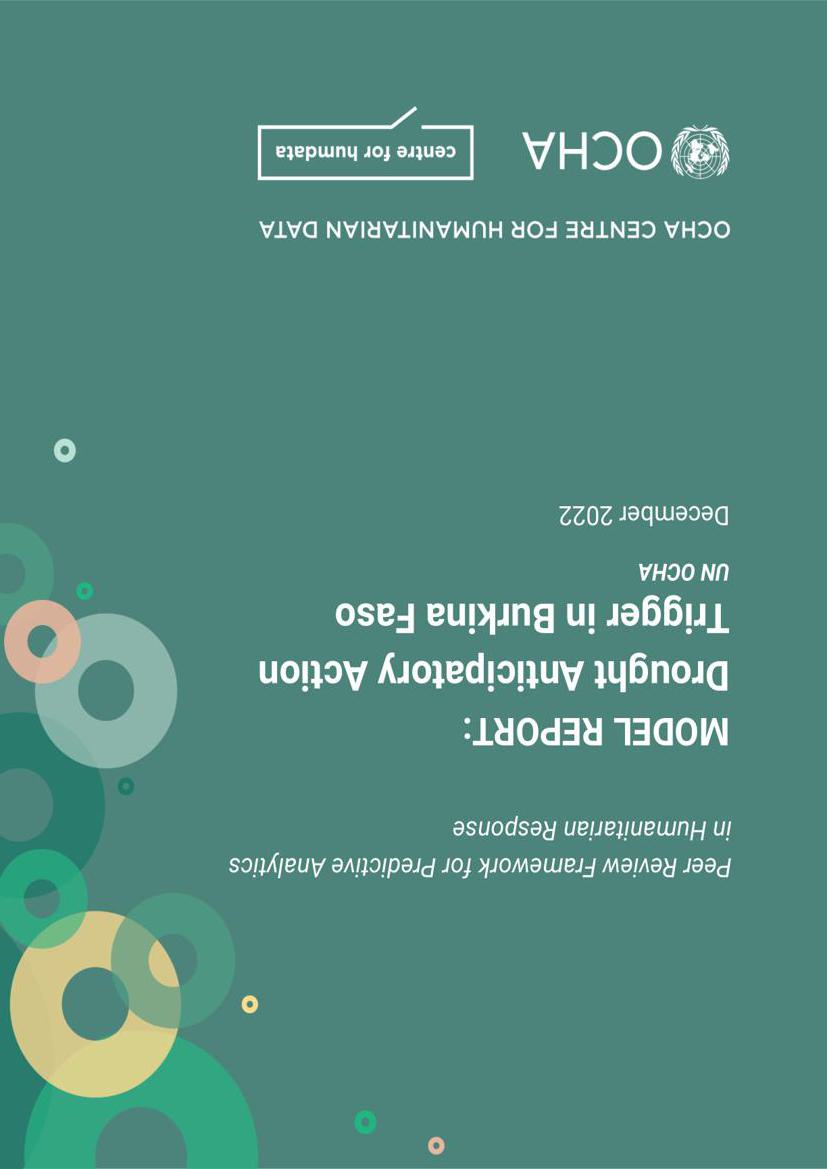 Peer Review Framework for Predictive Analytics
in Humanitarian Response
MODEL REPORT:
Drought Anticipatory Action
Trigger in Burkina Faso
UN OCHA
December 2022
OCHA CENTRE FOR HUMANITARIAN DATA
OCHA
centre for humdata